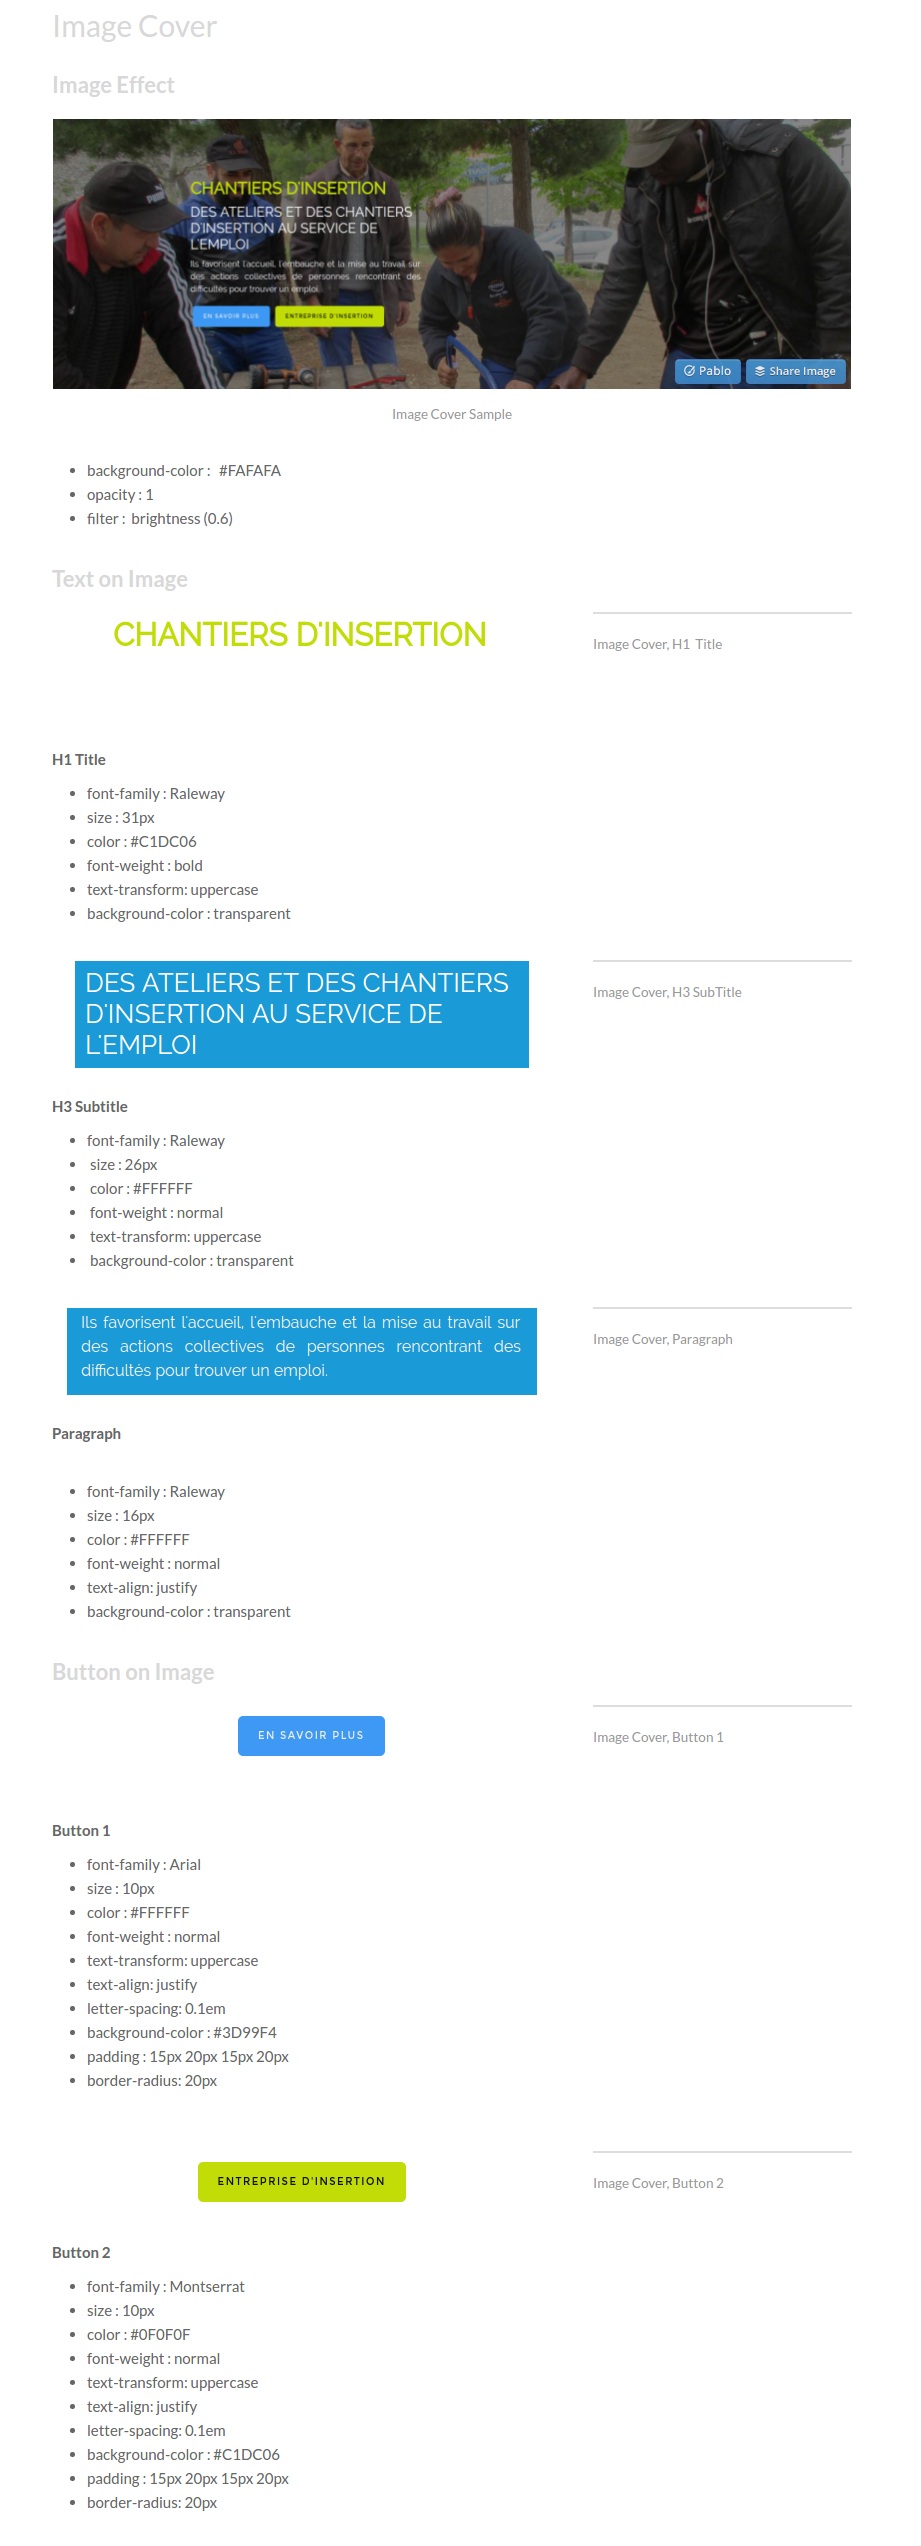 Image Cover
Image Effect
CHANTIERS D'INSERTION
DES ATELIERS ET DES CHANTIERS
D'INSERTION AU SERVICE DE
L'EMPLOI
Ils favorisent l'accueil, l'embauche et la mise au travail sur
des actions collectives de personnes rencontrant des
difficultés pour trouver un emploi.
EN SAVOIR PLUS ENTREPRISE D'INSERTION
Pablo Share Image
Image Cover Sample
background-color : #FAFAFA
opacity : 1
filter : brightness (0.6)
Text on Image
CHANTIERS D'INSERTION
Image Cover, H1 Title
H1 Title
font-family : Raleway
size : 31px
color : #C1DC06
font-weight : bold
text-transform: uppercase
background-color : transparent
DES ATELIERS ET DES CHANTIERS
D'INSERTION AU SERVICE DE
L'EMPLOI
Image Cover, H3 SubTitle
H3 Subtitle
font-family : Raleway
size : 26px
color : #FFFFFF
font-weight : normal
text-transform: uppercase
background-color : transparent
Ils favorisent l'accueil, l'embauche et la mise au travail sur
des actions collectives de personnes rencontrant des
difficultés pour trouver un emploi.
Image Cover, Paragraph
Paragraph
font-family : Raleway
size : 16px
color : #FFFFFF
font-weight : normal
text-align: justify
background-color : transparent
Button on Image
EN SAVOIR PLUS
Image Cover, Button 1
Button 1
font-family : Arial
size : 10px
color : #FFFFFF
font-weight : normal
text-transform: uppercase
text-align: justify
letter-spacing: 0.1em
background-color : #3D99F4
padding : 15px 20px 15px 20px
border-radius: 20px
ENTREPRISE D'INSERTION
Image Cover, Button 2
Button 2
font-family : Montserrat
size : 10px
color : #0F0F0F
font-weight : normal
text-transform: uppercase
text-align: justify
letter-spacing: 0.1em
background-color : #C1DC06
padding : 15px 20px 15px 20px
border-radius: 20px